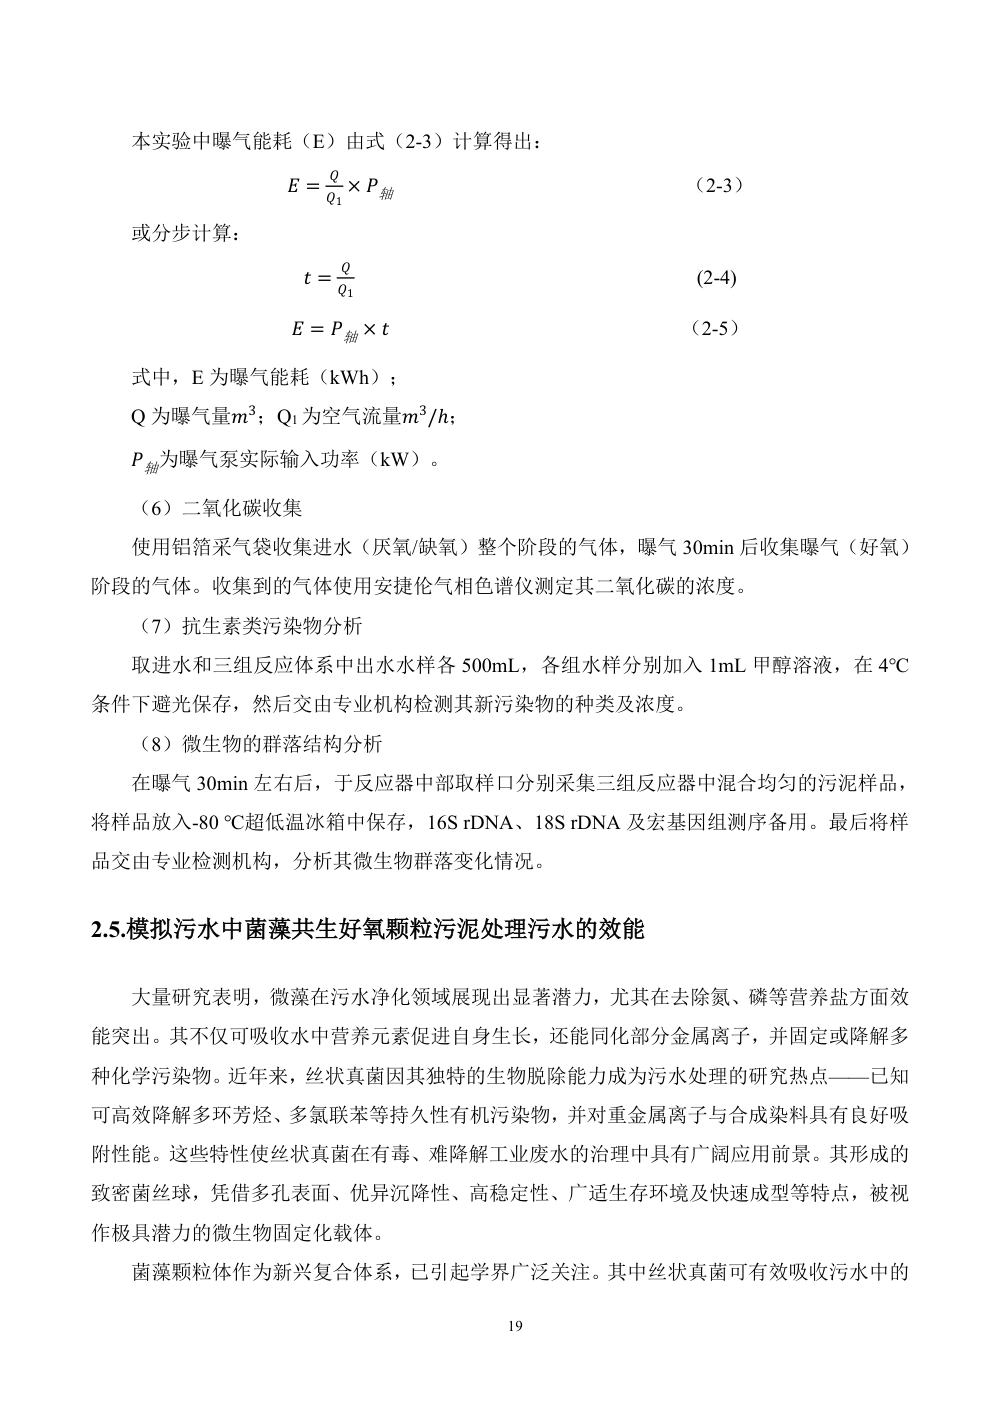 本实验中曝气能耗（E）由式（2-3）计算得出：
E = Q/Q₁ × P轴 （2-3）
或分步计算：
t = Q/Q₁ (2-4)
E = P轴 × t （2-5）
式中，E 为曝气能耗（kWh）；
Q 为曝气量m³；Q₁ 为空气流量m³/h；
P轴为曝气泵实际输入功率（kW）。
（6）二氧化碳收集
使用铝箔采气袋收集进水（厌氧/缺氧）整个阶段的气体，曝气 30min 后收集曝气（好氧）
阶段的气体。收集到的气体使用安捷伦气相色谱仪测定其二氧化碳的浓度。
（7）抗生素类污染物分析
取进水和三组反应体系中出水水样各 500mL，各组水样分别加入 1mL 甲醇溶液，在 4℃
条件下避光保存，然后交由专业机构检测其新污染物的种类及浓度。
（8）微生物的群落结构分析
在曝气 30min 左右后，于反应器中部取样口分别采集三组反应器中混合均匀的污泥样品，
将样品放入-80 ℃超低温冰箱中保存，16S rDNA、18S rDNA 及宏基因组测序备用。最后将样
品交由专业检测机构，分析其微生物群落变化情况。
2.5.模拟污水中菌藻共生好氧颗粒污泥处理污水的效能
大量研究表明，微藻在污水净化领域展现出显著潜力，尤其在去除氮、磷等营养盐方面效
能突出。其不仅可吸收水中营养元素促进自身生长，还能同化部分金属离子，并固定或降解多
种化学污染物。近年来，丝状真菌因其独特的生物脱除能力成为污水处理的研究热点——已知
可高效降解多环芳烃、多氯联苯等持久性有机污染物，并对重金属离子与合成染料具有良好吸
附性能。这些特性使丝状真菌在有毒、难降解工业废水的治理中具有广阔应用前景。其形成的
致密菌丝球，凭借多孔表面、优异沉降性、高稳定性、广适生存环境及快速成型等特点，被视
作极具潜力的微生物固定化载体。
菌藻颗粒体作为新兴复合体系，已引起学界广泛关注。其中丝状真菌可有效吸收污水中的
19